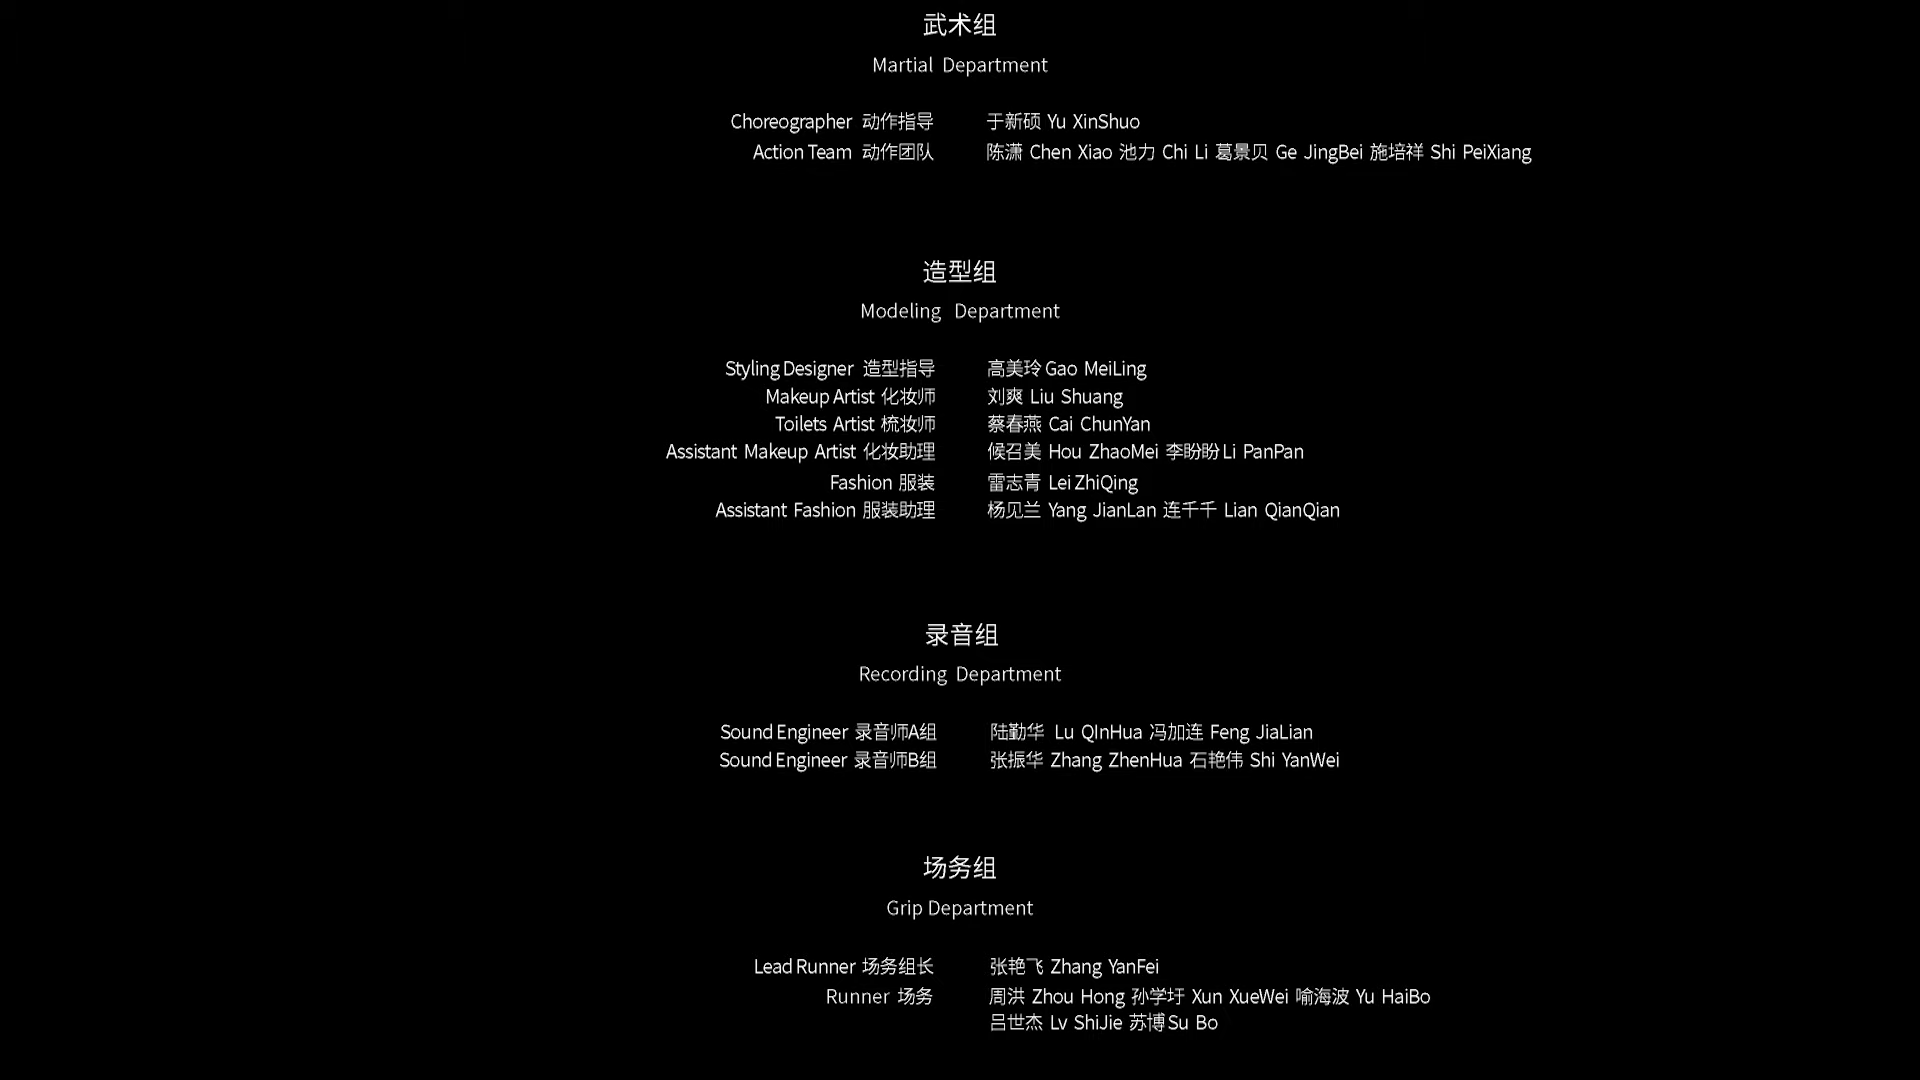 武术组
Martial Department
Choreographer 动作指导 于新硕 Yu XinShuo
Action Team 动作团队 陈潇 Chen Xiao 池力 Chi Li 葛景贝 Ge JingBei 施培祥 Shi PeiXiang
造型组
Modeling Department
Styling Designer 造型指导 高美玲 Gao MeiLing
Makeup Artist 化妆师 刘爽 Liu Shuang
Toilets Artist 梳妆师 蔡春燕 Cai ChunYan
Assistant Makeup Artist 化妆助理 候召美 Hou ZhaoMei 李盼盼 Li PanPan
Fashion 服装 雷志青 Lei ZhiQing
Assistant Fashion 服装助理 杨见兰 Yang JianLan 连千千 Lian QianQian
录音组
Recording Department
Sound Engineer 录音师A组 陆勤华 Lu QInHua 冯加连 Feng JiaLian
Sound Engineer 录音师B组 张振华 Zhang ZhenHua 石艳伟 Shi YanWei
场务组
Grip Department
Lead Runner 场务组长 张艳飞 Zhang YanFei
Runner 场务 周洪 Zhou Hong 孙学圩 Xun XueWei 喻海波 Yu HaiBo
吕世杰 Lv ShiJie 苏博 Su Bo